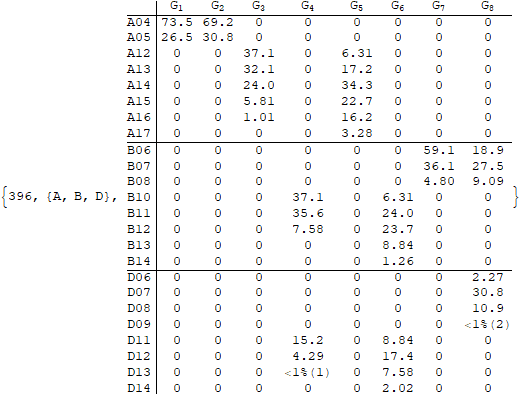 G1 G2 G3 G4 G5 G6 G7 G8
A04 73.5 69.2 0 0 0 0 0 0
A05 26.5 30.8 0 0 0 0 0 0
A12 0 0 37.1 0 6.31 0 0 0
A13 0 0 32.1 0 17.2 0 0 0
A14 0 0 24.0 0 34.3 0 0 0
A15 0 0 5.81 0 22.7 0 0 0
A16 0 0 1.01 0 16.2 0 0 0
A17 0 0 0 0 3.28 0 0 0
B06 0 0 0 0 0 0 59.1 18.9
B07 0 0 0 0 0 0 36.1 27.5
B08 0 0 0 0 0 0 4.80 9.09
{396, {A, B, D}, B10 0 0 0 37.1 0 6.31 0 0 }
B11 0 0 0 35.6 0 24.0 0 0
B12 0 0 0 7.58 0 23.7 0 0
B13 0 0 0 0 0 8.84 0 0
B14 0 0 0 0 0 1.26 0 0
D06 0 0 0 0 0 0 0 2.27
D07 0 0 0 0 0 0 0 30.8
D08 0 0 0 0 0 0 0 10.9
D09 0 0 0 0 0 0 0 <1%(2)
D11 0 0 0 15.2 0 8.84 0 0
D12 0 0 0 4.29 0 17.4 0 0
D13 0 0 0 <1%(1) 0 7.58 0 0
D14 0 0 0 0 0 2.02 0 0